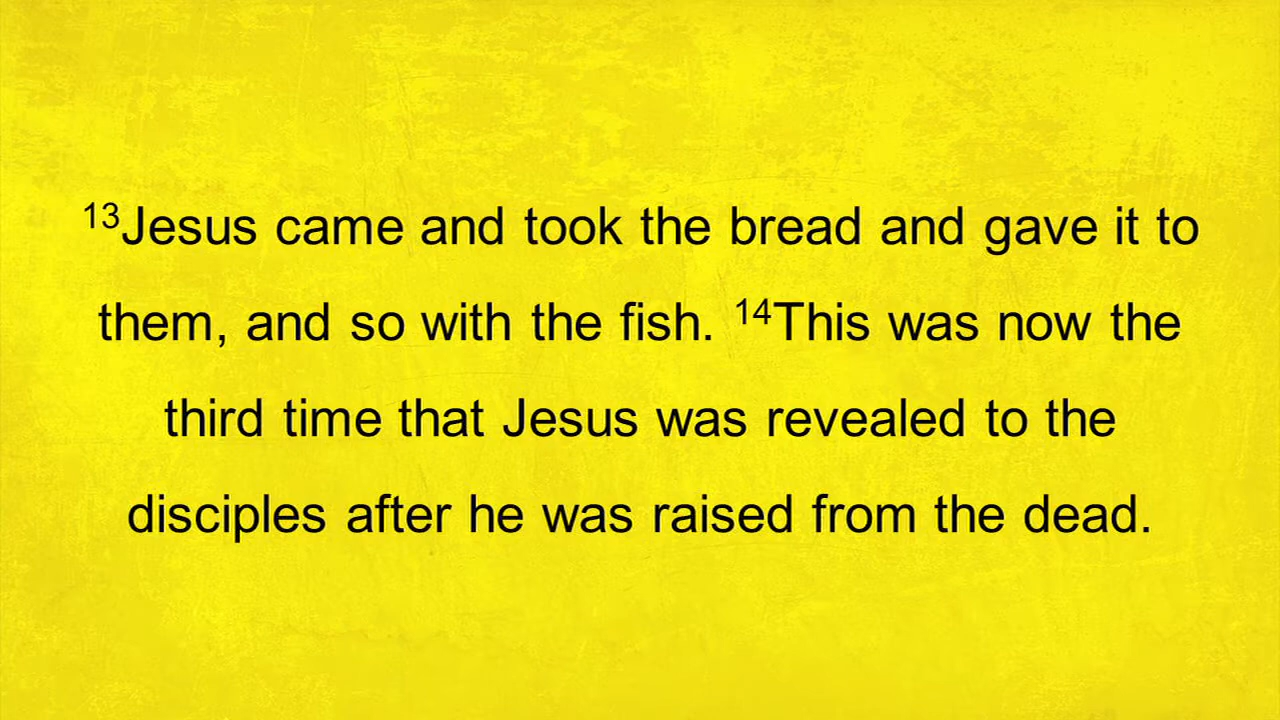 ¹³Jesus came and took the bread and gave it to
them, and so with the fish. ¹⁴This was now the
third time that Jesus was revealed to the
disciples after he was raised from the dead.